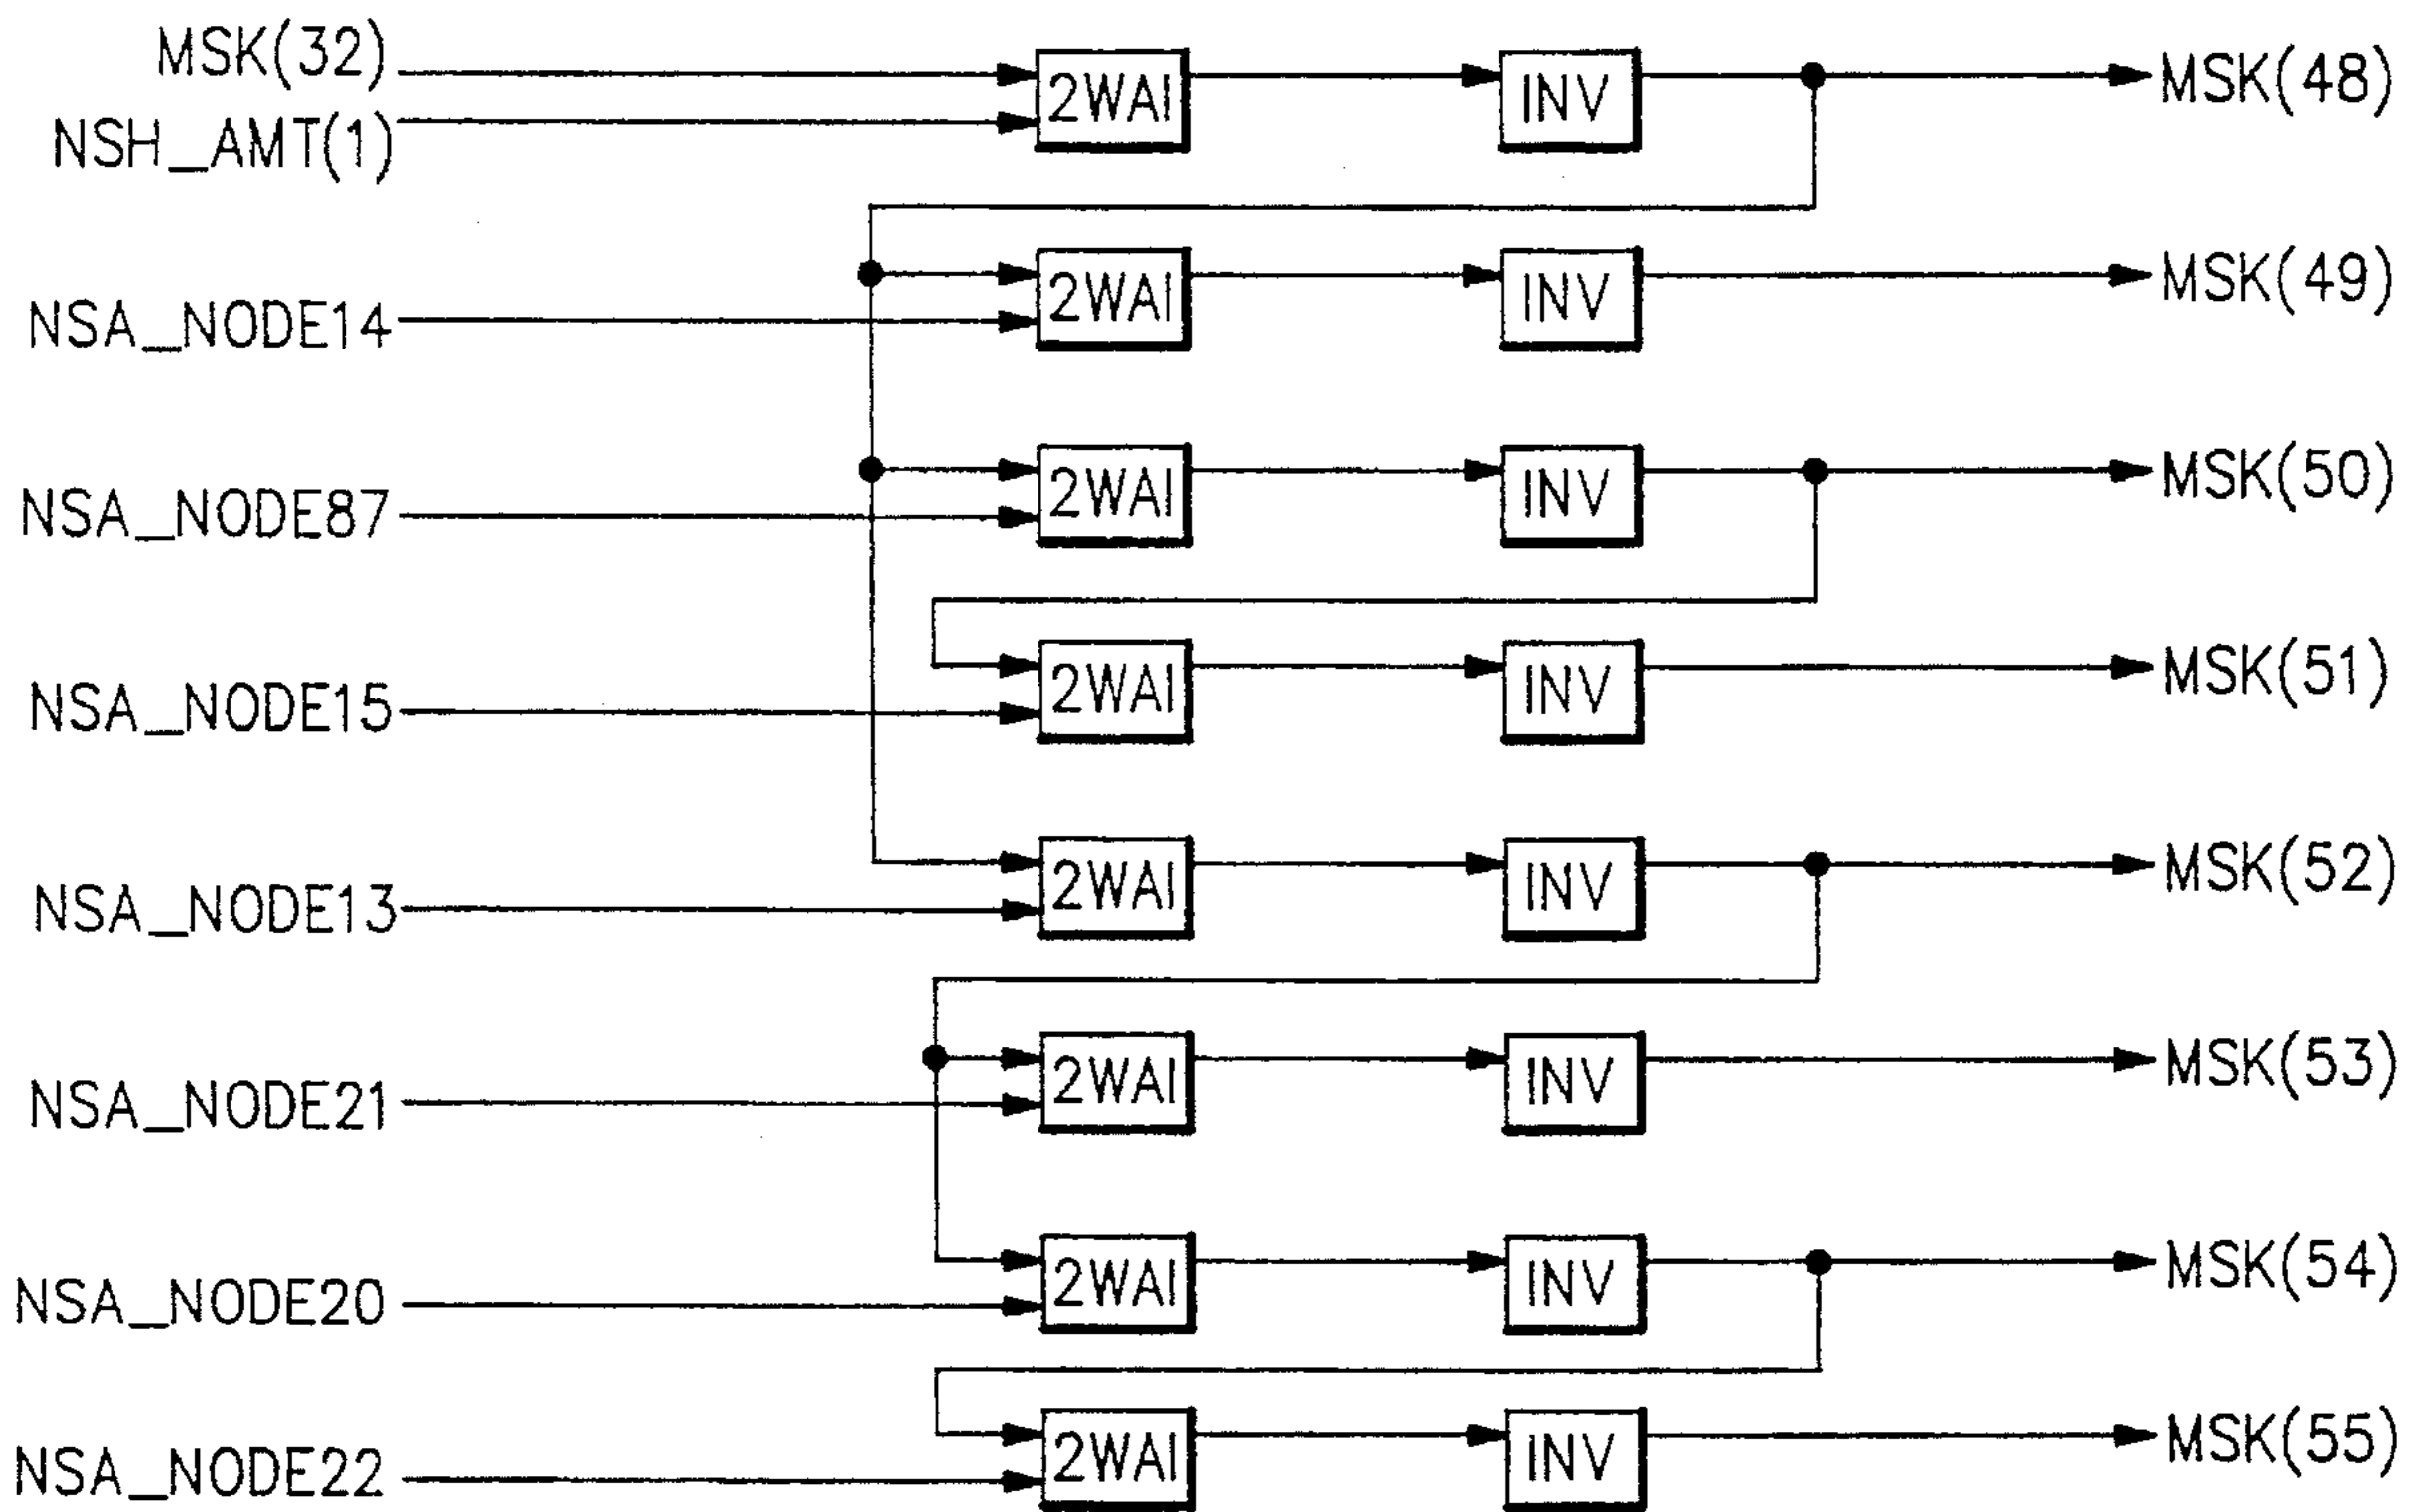 MSK(32)
2WAI INV MSK(48)
NSH_AMT(1)
2WAI INV MSK(49)
NSA_NODE14
2WAI INV MSK(50)
NSA_NODE87
2WAI INV MSK(51)
NSA_NODE15
2WAI INV MSK(52)
NSA_NODE13
2WAI INV MSK(53)
NSA_NODE21
2WAI INV MSK(54)
NSA_NODE20
2WAI INV MSK(55)
NSA_NODE22